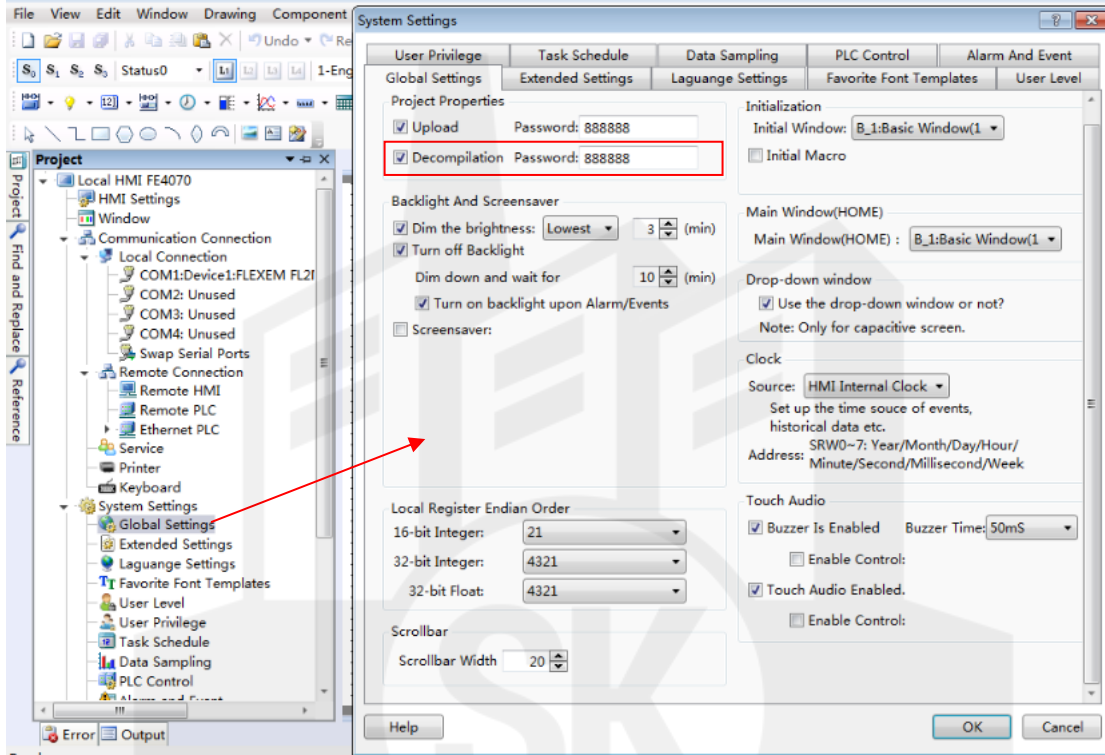 File View Edit Window Drawing Component
Undo Re
S0 S1 S2 S3 Status0 L1 L2 L3 L4 1-Eng
Project
Find and Replace
Reference
Project
Local HMI FE4070
HMI Settings
Window
Communication Connection
Local Connection
COM1:Device1:FLEXEM FL2
COM2: Unused
COM3: Unused
COM4: Unused
Swap Serial Ports
Remote Connection
Remote HMI
Remote PLC
Ethernet PLC
Service
Printer
Keyboard
System Settings
Global Settings
Extended Settings
Laguange Settings
Favorite Font Templates
User Level
User Privilege
Task Schedule
Data Sampling
PLC Control
Alarm and Event
Error Output
System Settings
User Privilege Task Schedule Data Sampling PLC Control Alarm And Event
Global Settings Extended Settings Laguange Settings Favorite Font Templates User Level
Project Properties
Upload Password: 888888
Decompilation Password: 888888
Backlight And Screensaver
Dim the brightness: Lowest 3 (min)
Turn off Backlight
Dim down and wait for 10 (min)
Turn on backlight upon Alarm/Events
Screensaver:
Local Register Endian Order
16-bit Integer: 21
32-bit Integer: 4321
32-bit Float: 4321
Scrollbar
Scrollbar Width 20
Initialization
Initial Window: B_1:Basic Window(1
Initial Macro
Main Window(HOME)
Main Window(HOME) : B_1:Basic Window(1
Drop-down window
Use the drop-down window or not?
Note: Only for capacitive screen.
Clock
Source: HMI Internal Clock
Set up the time souce of events,
historical data etc.
Address: SRW0~7: Year/Month/Day/Hour/
Minute/Second/Millisecond/Week
Touch Audio
Buzzer Is Enabled Buzzer Time: 50mS
Enable Control:
Touch Audio Enabled.
Enable Control:
Help OK Cancel
SK